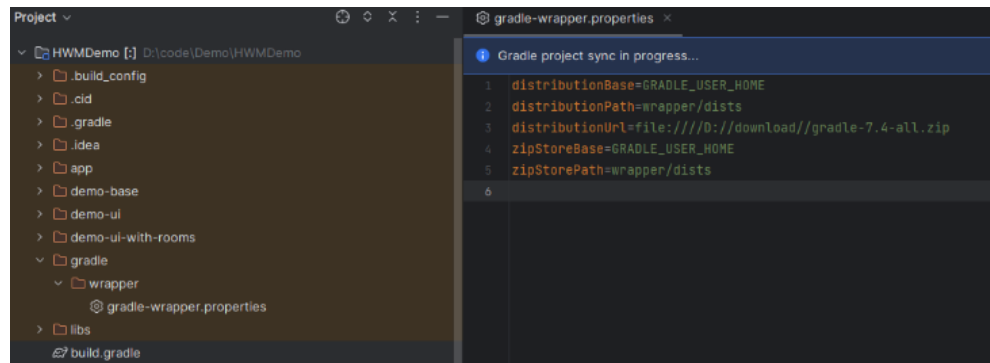 Project
HWMDemo [:] D:\code\Demo\HWMDemo
.build_config
.cid
.gradle
.idea
app
demo-base
demo-ui
demo-ui-with-rooms
gradle
wrapper
gradle-wrapper.properties
libs
build.gradle
gradle-wrapper.properties
Gradle project sync in progress...
1 distributionBase=GRADLE_USER_HOME
2 distributionPath=wrapper/dists
3 distributionUrl=file:////D://download//gradle-7.4-all.zip
4 zipStoreBase=GRADLE_USER_HOME
5 zipStorePath=wrapper/dists
6